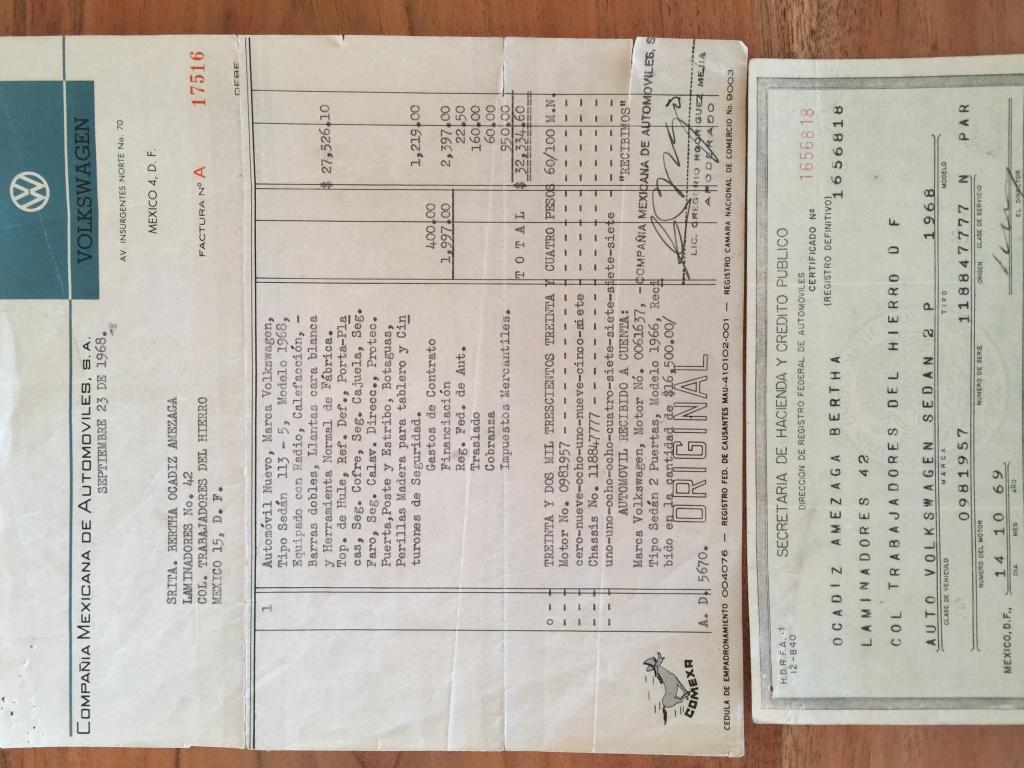 VOLKSWAGEN
COMPAÑIA MEXICANA DE AUTOMOVILES, S.A.
AV. INSURGENTES NORTE No. 70
MEXICO 4, D. F.
SEPTIEMBRE 23 DE 1968.
SRITA. BERTHA OCADIZ AMEZAGA
LAMINADORES No. 42
COL. TRABAJADORES DEL HIERRO
MEXICO 15, D. F.
FACTURA Nº A 17516
DEBE
1 Automóvil Nuevo, Marca Volkswagen,
Tipo Sedán 113 - 5, Modelo 1968,
Equipado con Radio, Calefacción, -
Barras dobles, Llantas cara blanca
y Herramienta Normal de Fábrica. $ 27,526.10
Top. de Hule, Ref. Def., Porta-Pla
cas, Seg. Cofre, Seg. Cajuela, Seg.
Faro, Seg. Calav. Direcc., Protec.
Puerta, Poste y Estribo, Botaguas,
Perillas Madera para tablero y Cin
turones de Seguridad. 1,219.00
Gastos de Contrato 400.00
Financiación 1,997.00 2,397.00
Reg. Fed. de Aut. 22.50
Traslado 160.00
Cobranza 60.00
Impuestos Mercantiles. 950.00
T O T A L $ 32,334.60
o - - TREINTA Y DOS MIL TRESCIENTOS TREINTA Y CUATRO PESOS 60/100 M.N.
Motor No. 0981957 - - - - - - - - - -
cero-nueve-ocho-uno-nueve-cinco-siete
Chassis No. 118847777 - - - - - - - -
uno-uno-ocho-ocho-cuatro-siete-siete-siete-siete
AUTOMOVIL RECIBIDO A CUENTA: "RECIBIMOS"
Marca Volkswagen, Motor Nó. 0061637, - COMPAÑIA MEXICANA DE AUTOMOVILES, S
Tipo Sedán 2 Puertas, Modelo 1966, Reci
bido en la cantidad de $16,500.00,
LIC. GREGORIO RODRIGUEZ MEJIA
APODERADO
ORIGINAL
A. D. 5670.
COMEXA
CEDULA DE EMPADRONAMIENTO 004076 — REGISTRO FED. DE CAUSANTES MAU-410102-001 — REGISTRO CAMARA NACIONAL DE COMERCIO No. 9003
H.D.R.F.A.-1
12-840
SECRETARIA DE HACIENDA Y CREDITO PUBLICO
DIRECCION DE REGISTRO FEDERAL DE AUTOMOVILES
1656818
CERTIFICADO Nº
(REGISTRO DEFINITIVO) 1656818
OCADIZ AMEZAGA BERTHA
LAMINADORES 42
COL TRABAJADORES DEL HIERRO D F
AUTO VOLKSWAGEN SEDAN 2 P 1968
CLASE DE VEHICULO MARCA TIPO MODELO
0981957 118847777 N PAR
NUMERO DEL MOTOR NUMERO DE SERIE ORIGEN CLASE DE SERVICIO
MEXICO, D.F., 14 10 69
DIA MES AÑO
EL DIRECTOR